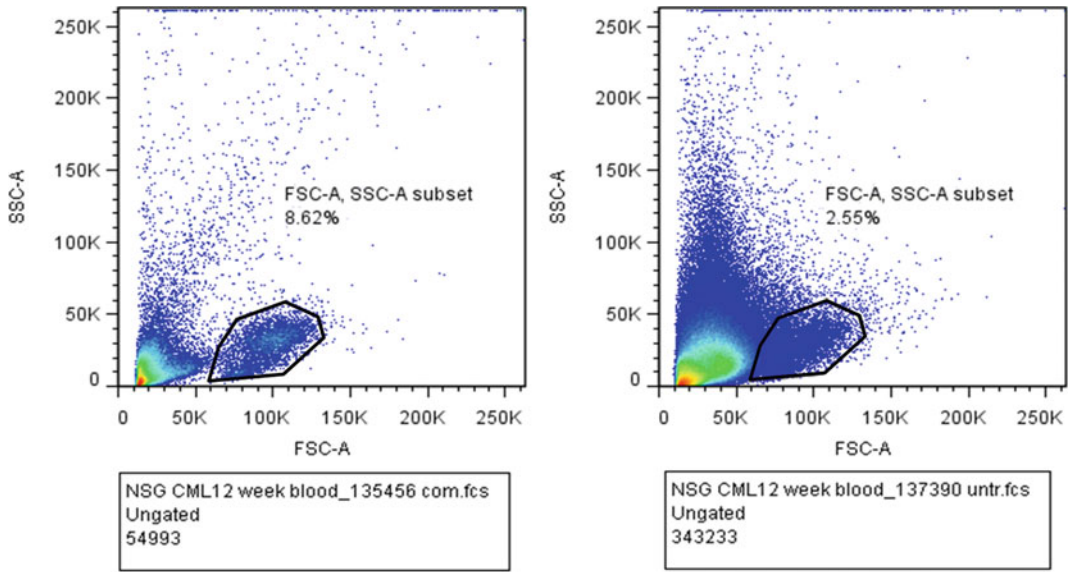 250K
200K
150K
100K
50K
0
SSC-A
FSC-A, SSC-A subset
8.62%
0 50K 100K 150K 200K 250K
FSC-A
NSG CML12 week blood_135456 com.fcs
Ungated
54993
250K
200K
150K
100K
50K
0
SSC-A
FSC-A, SSC-A subset
2.55%
0 50K 100K 150K 200K 250K
FSC-A
NSG CML12 week blood_137390 untr.fcs
Ungated
343233